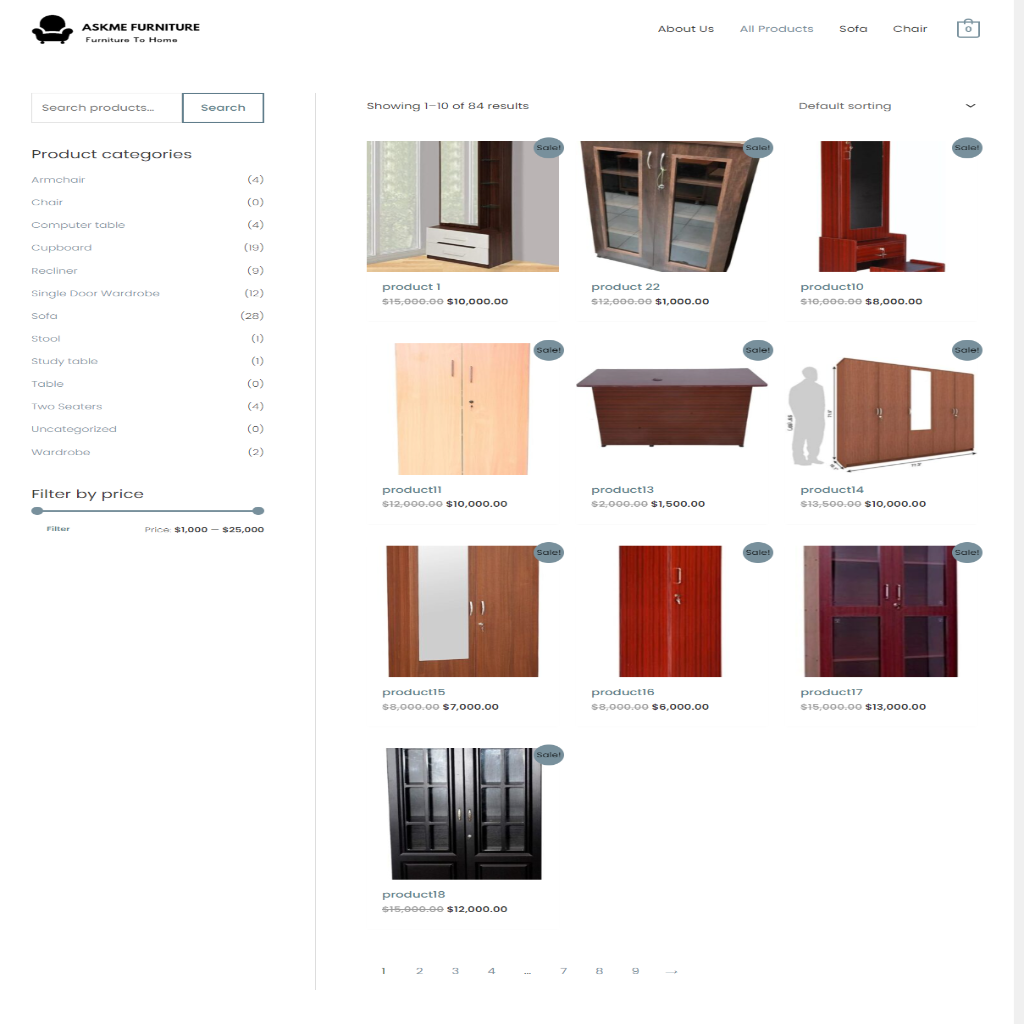 ASKME FURNITURE
Furniture To Home
About Us
All Products
Sofa
Chair
0
Search products...
Search
Product categories
Armchair (4)
Chair (0)
Computer table (4)
Cupboard (19)
Recliner (9)
Single Door Wardrobe (12)
Sofa (28)
Stool (1)
Study table (1)
Table (0)
Two Seaters (4)
Uncategorized (0)
Wardrobe (2)
Filter by price
Filter
Price: $1,000 — $25,000
Showing 1–10 of 84 results
Default sorting
Sale!
Sale!
Sale!
product 1
$15,000.00 $10,000.00
product 22
$12,000.00 $1,000.00
product10
$10,000.00 $8,000.00
Sale!
Sale!
Sale!
product11
$12,000.00 $10,000.00
product13
$2,000.00 $1,500.00
product14
$13,500.00 $10,000.00
Sale!
Sale!
Sale!
product15
$8,000.00 $7,000.00
product16
$8,000.00 $6,000.00
product17
$15,000.00 $13,000.00
Sale!
product18
$15,000.00 $12,000.00
1 2 3 4 … 7 8 9 →